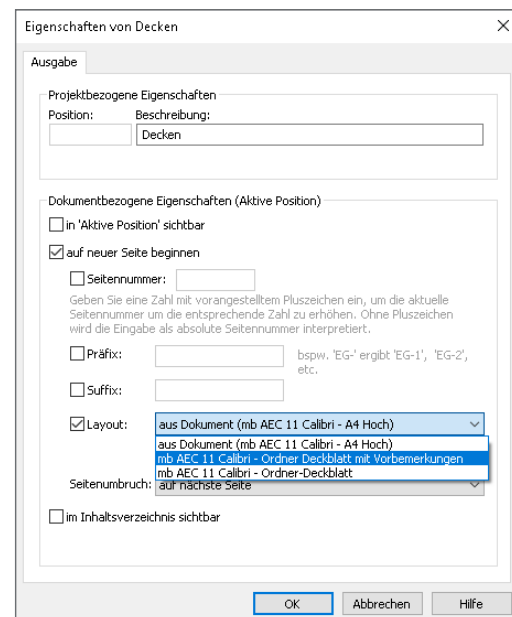 Eigenschaften von Decken
Ausgabe
Projektbezogene Eigenschaften
Position: Beschreibung:
Decken
Dokumentbezogene Eigenschaften (Aktive Position)
in 'Aktive Position' sichtbar
auf neuer Seite beginnen
Seitennummer:
Geben Sie eine Zahl mit vorangestelltem Pluszeichen ein, um die aktuelle
Seitennummer um die entsprechende Zahl zu erhöhen. Ohne Pluszeichen
wird die Eingabe als absolute Seitennummer interpretiert.
Präfix: bspw. 'EG-' ergibt 'EG-1', 'EG-2',
etc.
Suffix:
Layout: aus Dokument (mb AEC 11 Calibri - A4 Hoch)
aus Dokument (mb AEC 11 Calibri - A4 Hoch)
mb AEC 11 Calibri - Ordner Deckblatt mit Vorbemerkungen
mb AEC 11 Calibri - Ordner-Deckblatt
Seitenumbruch: auf nächste Seite
im Inhaltsverzeichnis sichtbar
OK Abbrechen Hilfe